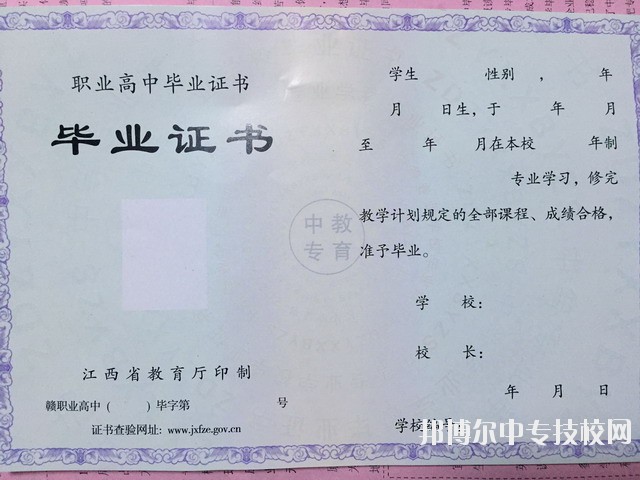 职业高中毕业证书
毕业证书
江西省教育厅印制
赣职业高中( )毕字第 号
证书查验网址: www.jxfze.gov.cn
中教
专育
学生 性别 , 年
月 日生,于 年 月
至 年 月在本校 年制
专业学习,修完
教学计划规定的全部课程、成绩合格,
准予毕业。
学 校:
校 长:
年 月 日
学校
邦博尔中专技校网